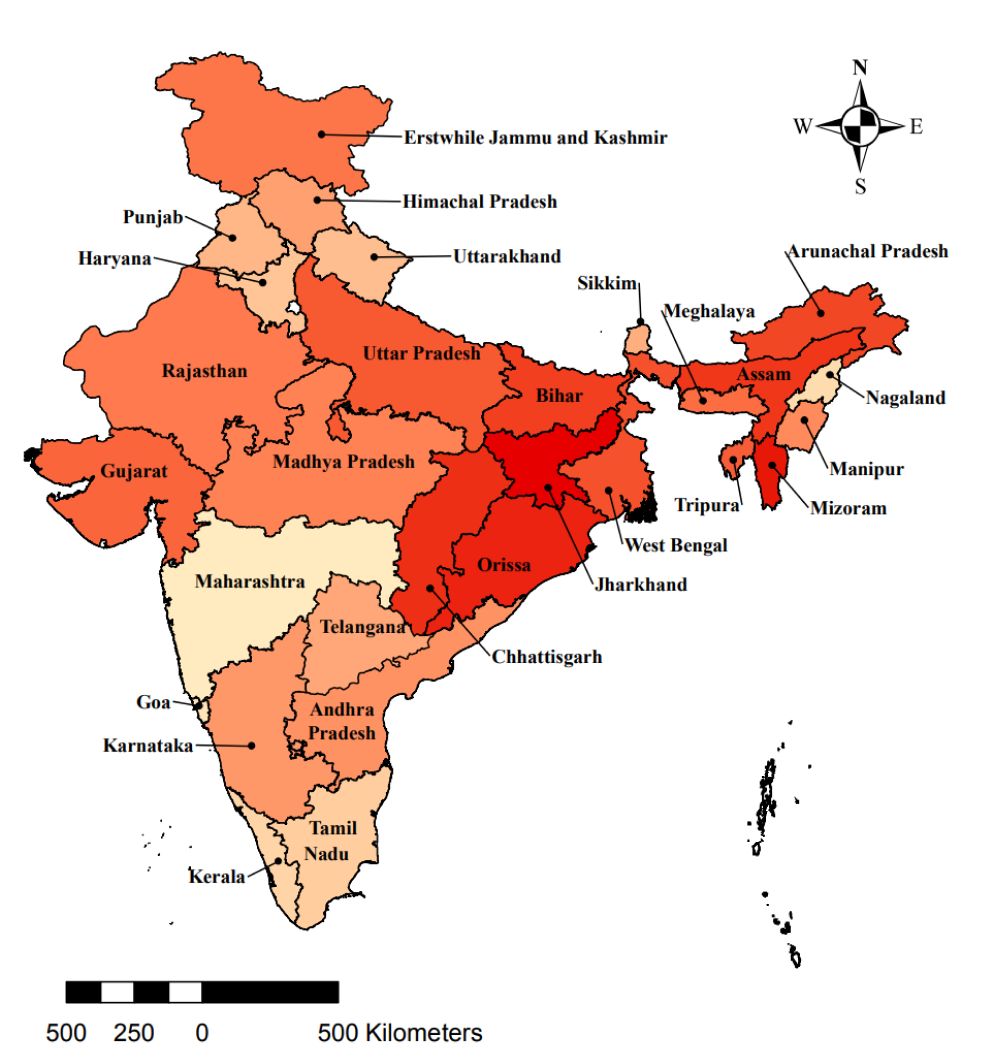 N
W E
S
Erstwhile Jammu and Kashmir
Himachal Pradesh
Punjab
Haryana
Uttarakhand
Arunachal Pradesh
Sikkim
Meghalaya
Uttar Pradesh
Rajasthan
Assam
Bihar
Nagaland
Madhya Pradesh
Gujarat
Manipur
Tripura
Mizoram
West Bengal
Orissa
Maharashtra
Jharkhand
Telangana
Chhattisgarh
Goa
Andhra
Pradesh
Karnataka
Tamil
Nadu
Kerala
500 250 0 500 Kilometers